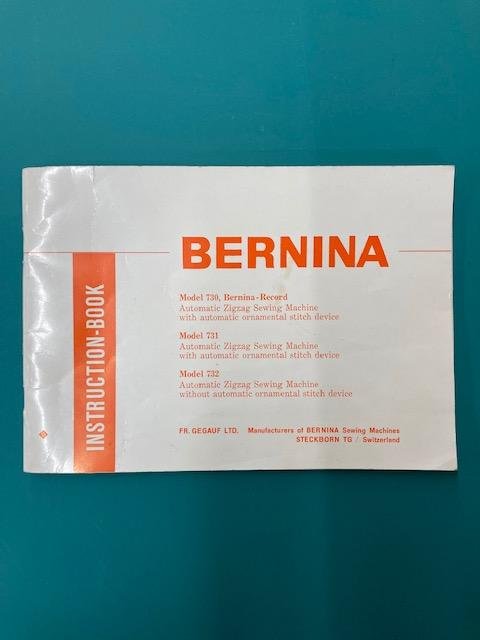 BERNINA
INSTRUCTION-BOOK
Model 730, Bernina-Record
Automatic Zigzag Sewing Machine
with automatic ornamental stitch device
Model 731
Automatic Zigzag Sewing Machine
with automatic ornamental stitch device
Model 732
Automatic Zigzag Sewing Machine
without automatic ornamental stitch device
FR. GEGAUF LTD. Manufacturers of BERNINA Sewing Machines
STECKBORN TG / Switzerland